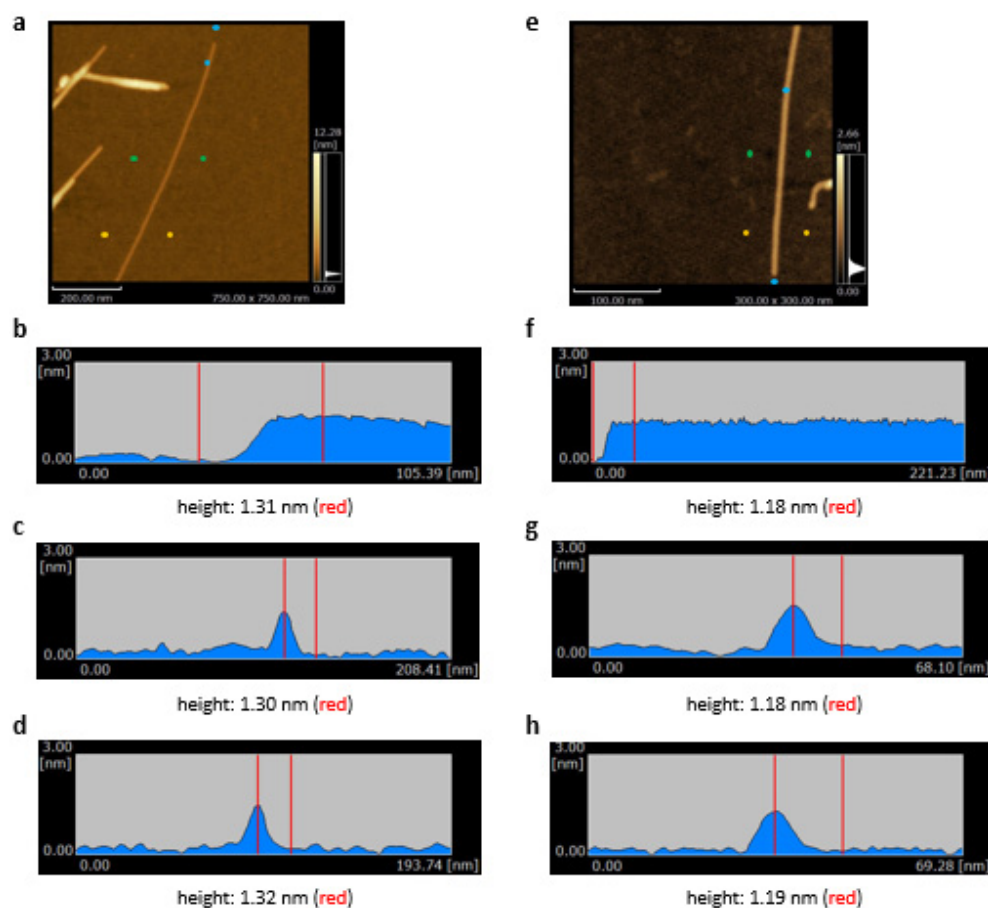 a
12.28
[nm]
0.00
200.00 nm
750.00 x 750.00 nm
e
2.66
[nm]
0.00
100.00 nm
300.00 x 300.00 nm
b
3.00
[nm]
0.00
0.00
105.39 [nm]
height: 1.31 nm (red)
f
3.00
[nm]
0.00
0.00
221.23 [nm]
height: 1.18 nm (red)
c
3.00
[nm]
0.00
0.00
208.41 [nm]
height: 1.30 nm (red)
g
3.00
[nm]
0.00
0.00
68.10 [nm]
height: 1.18 nm (red)
d
3.00
[nm]
0.00
0.00
193.74 [nm]
height: 1.32 nm (red)
h
3.00
[nm]
0.00
0.00
69.28 [nm]
height: 1.19 nm (red)